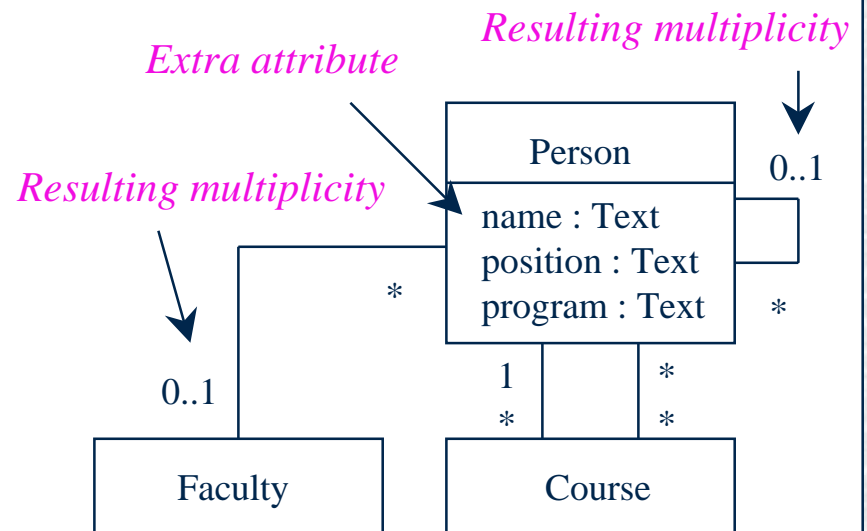 Resulting multiplicity
Extra attribute
Person
0..1
Resulting multiplicity
name : Text
position : Text
program : Text
*
*
0..1
1
*
*
*
Faculty
Course